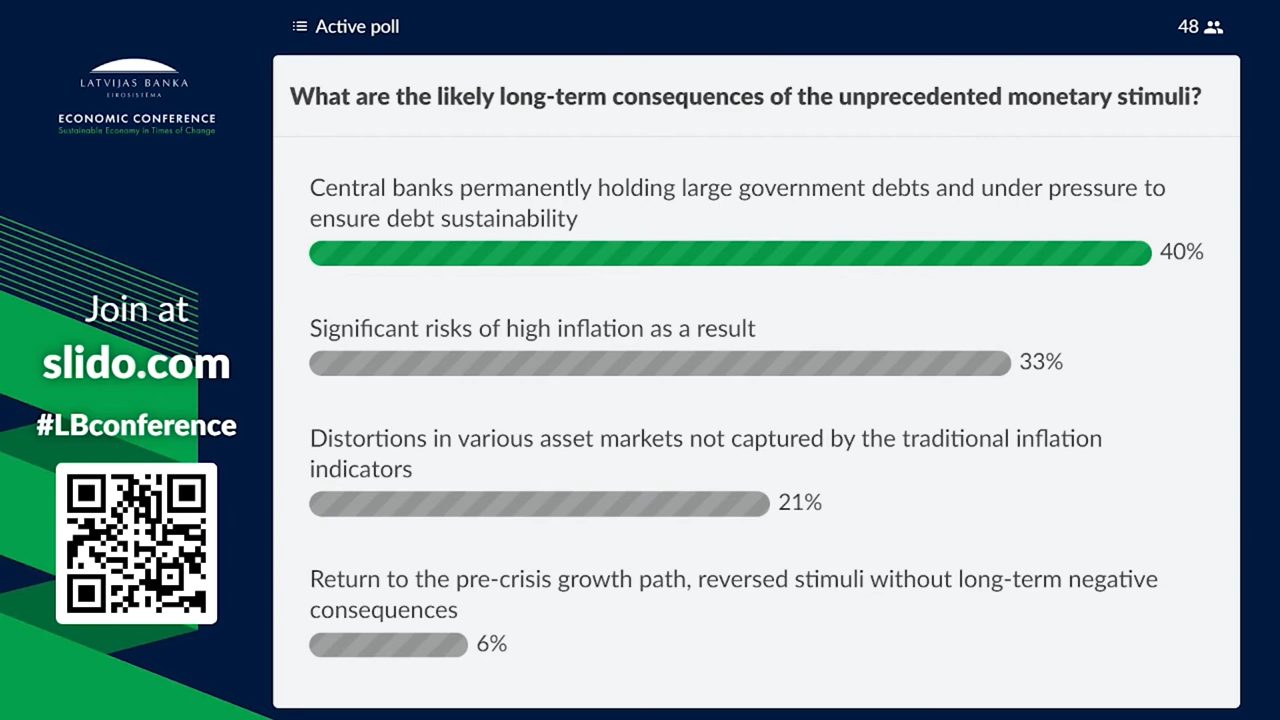 Active poll
48
LATVIJAS BANKA
EIROSISTĒMA
ECONOMIC CONFERENCE
Sustainable Economy in Times of Change
Join at
slido.com
#LBconference
What are the likely long-term consequences of the unprecedented monetary stimuli?
Central banks permanently holding large government debts and under pressure to
ensure debt sustainability
40%
Significant risks of high inflation as a result
33%
Distortions in various asset markets not captured by the traditional inflation
indicators
21%
Return to the pre-crisis growth path, reversed stimuli without long-term negative
consequences
6%